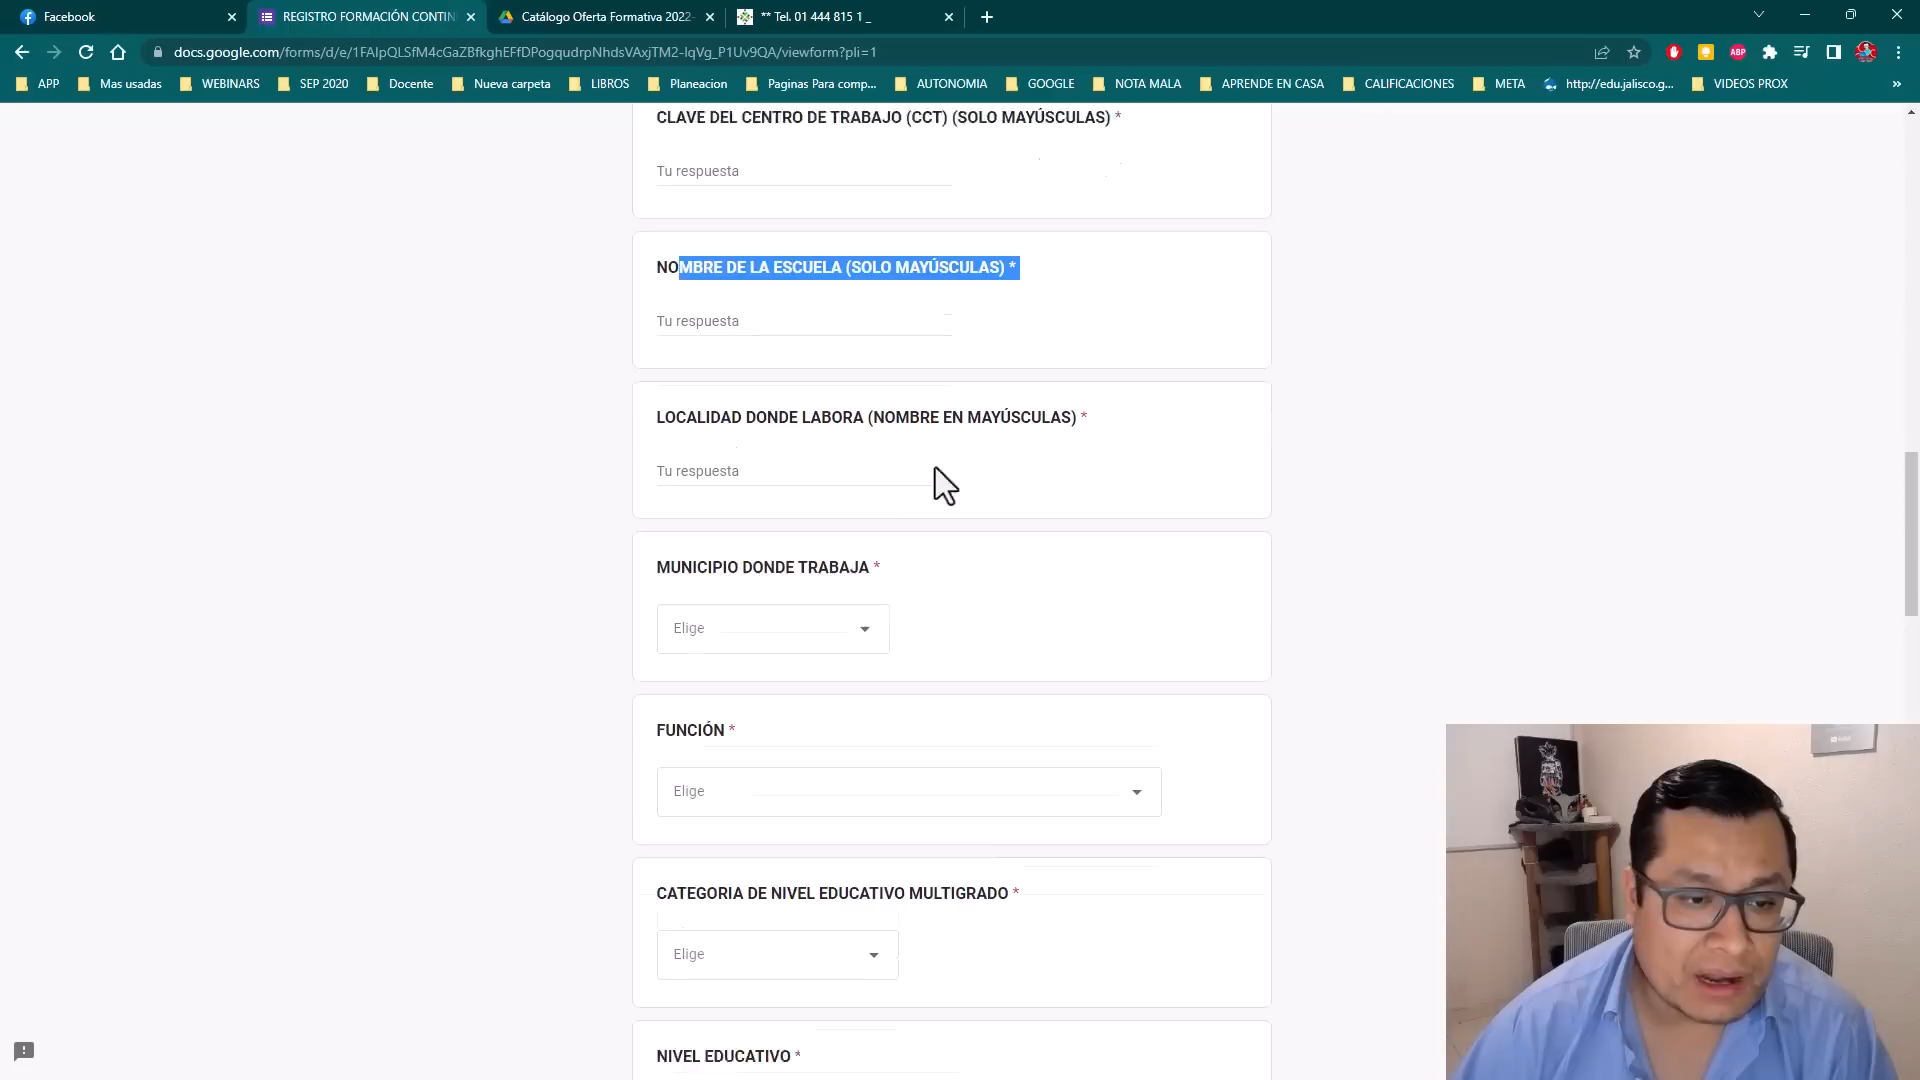 Facebook
REGISTRO FORMACIÓN CONTIN
Catálogo Oferta Formativa 2022-
** Tel. 01 444 815 1 _
docs.google.com/forms/d/e/1FAIpQLSfM4cGaZBfkghEFfDPogqudrpNhdsVAxjTM2-lqVg_P1Uv9QA/viewform?pli=1
APP
Mas usadas
WEBINARS
SEP 2020
Docente
Nueva carpeta
LIBROS
Planeacion
Paginas Para comp...
AUTONOMIA
GOOGLE
NOTA MALA
APRENDE EN CASA
CALIFICACIONES
META
http://edu.jalisco.g...
VIDEOS PROX
»
ABP
CLAVE DEL CENTRO DE TRABAJO (CCT) (SOLO MAYÚSCULAS) *
Tu respuesta
NOMBRE DE LA ESCUELA (SOLO MAYÚSCULAS) *
Tu respuesta
LOCALIDAD DONDE LABORA (NOMBRE EN MAYÚSCULAS) *
Tu respuesta
MUNICIPIO DONDE TRABAJA *
Elige
FUNCIÓN *
Elige
CATEGORIA DE NIVEL EDUCATIVO MULTIGRADO *
Elige
NIVEL EDUCATIVO *